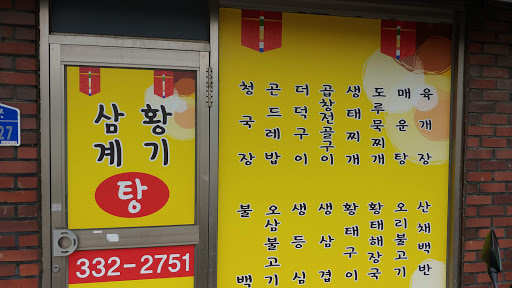 황기
삼계
탕
332-2751
27
육개장
매운탕
도루묵찌개
생태찌개
곱창전골구이
더덕구이
곤드레밥
청국장
산채백반
오리불고기
황태해장국
황태구이
생삼겹
생등심
오삼불고기
불백